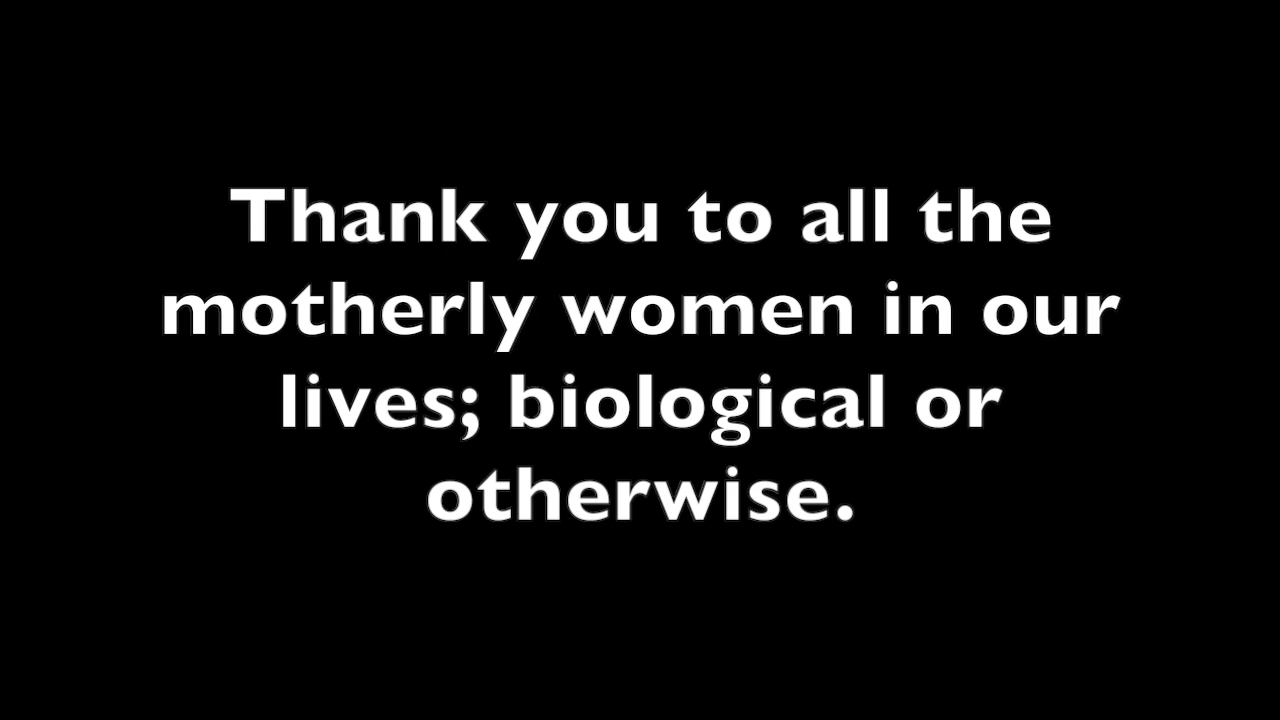 Thank you to all the
motherly women in our
lives; biological or
otherwise.